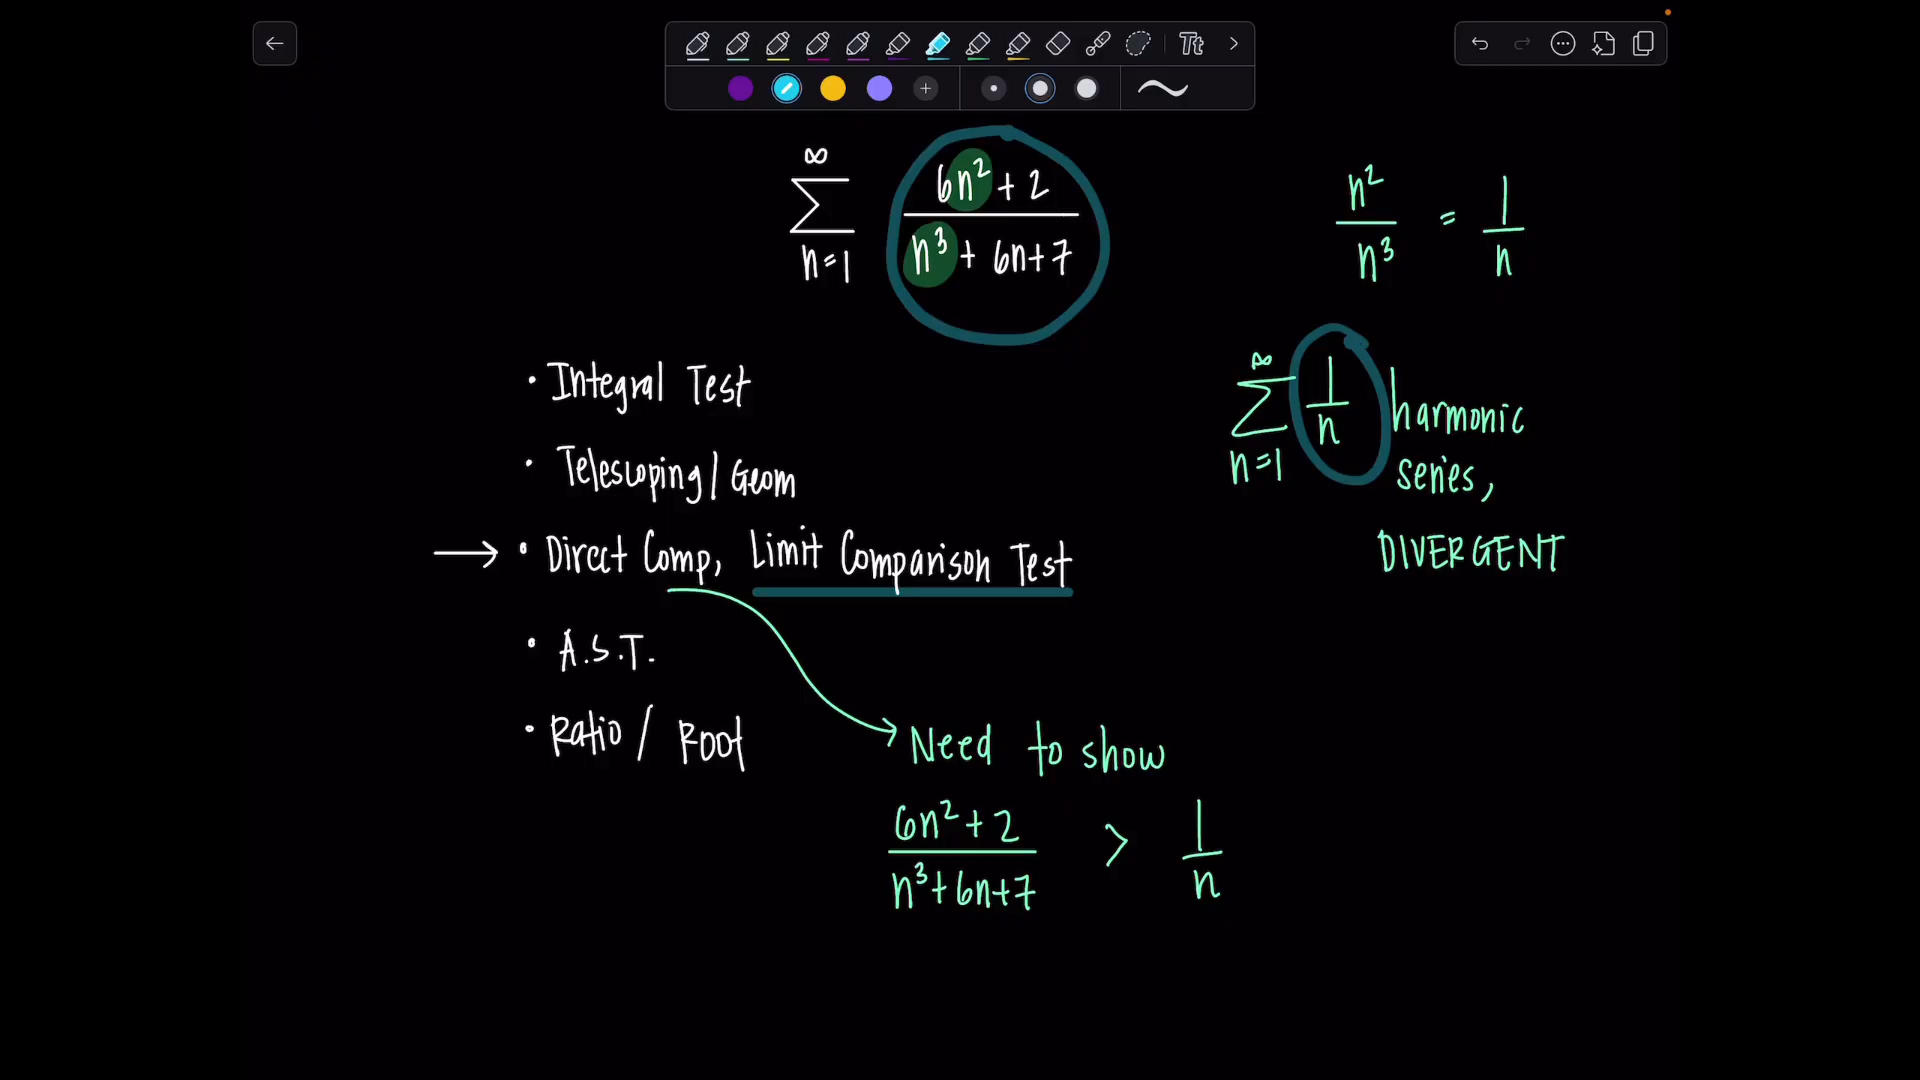 Tt
∞
∑
n=1
6n² + 2
n³ + 6n+7
n²
n³
=
1
n
∞
∑
n=1
1
n
harmonic
series,
DIVERGENT
• Integral Test
• Telescoping/Geom
→ • Direct Comp, Limit Comparison Test
• A.S.T.
• Ratio / Root
Need to show
6n²+2
n³+6n+7
>
1
n